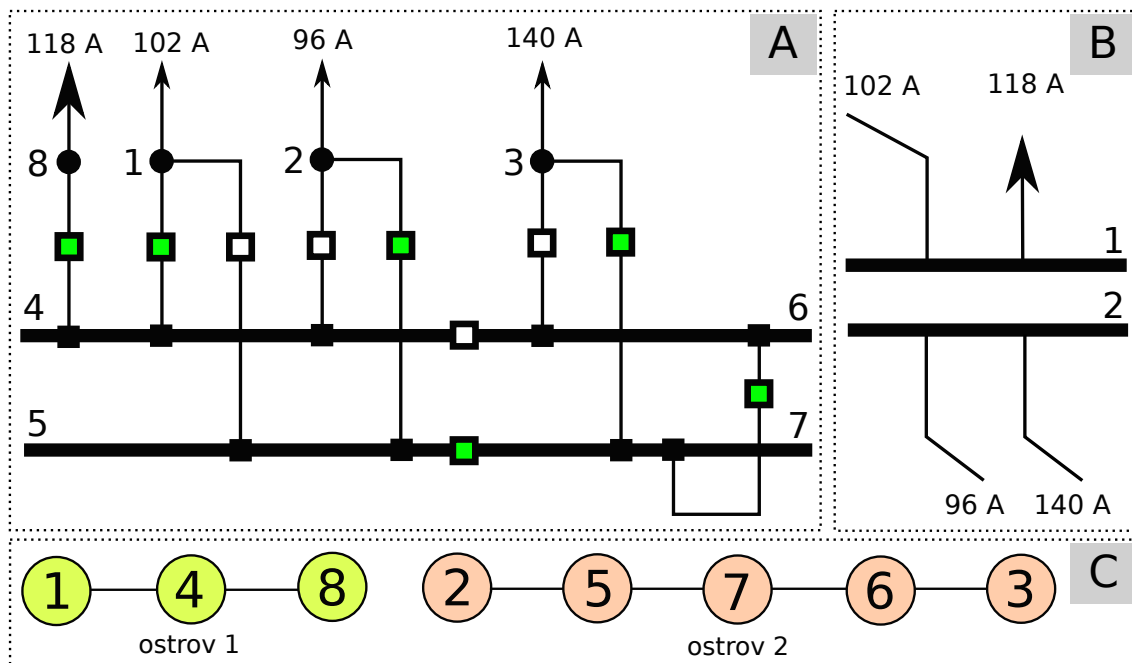 A
118 A 102 A 96 A 140 A
8 1 2 3
4 6
5 7
B
102 A 118 A
1
2
96 A 140 A
C
1 4 8 2 5 7 6 3
ostrov 1 ostrov 2